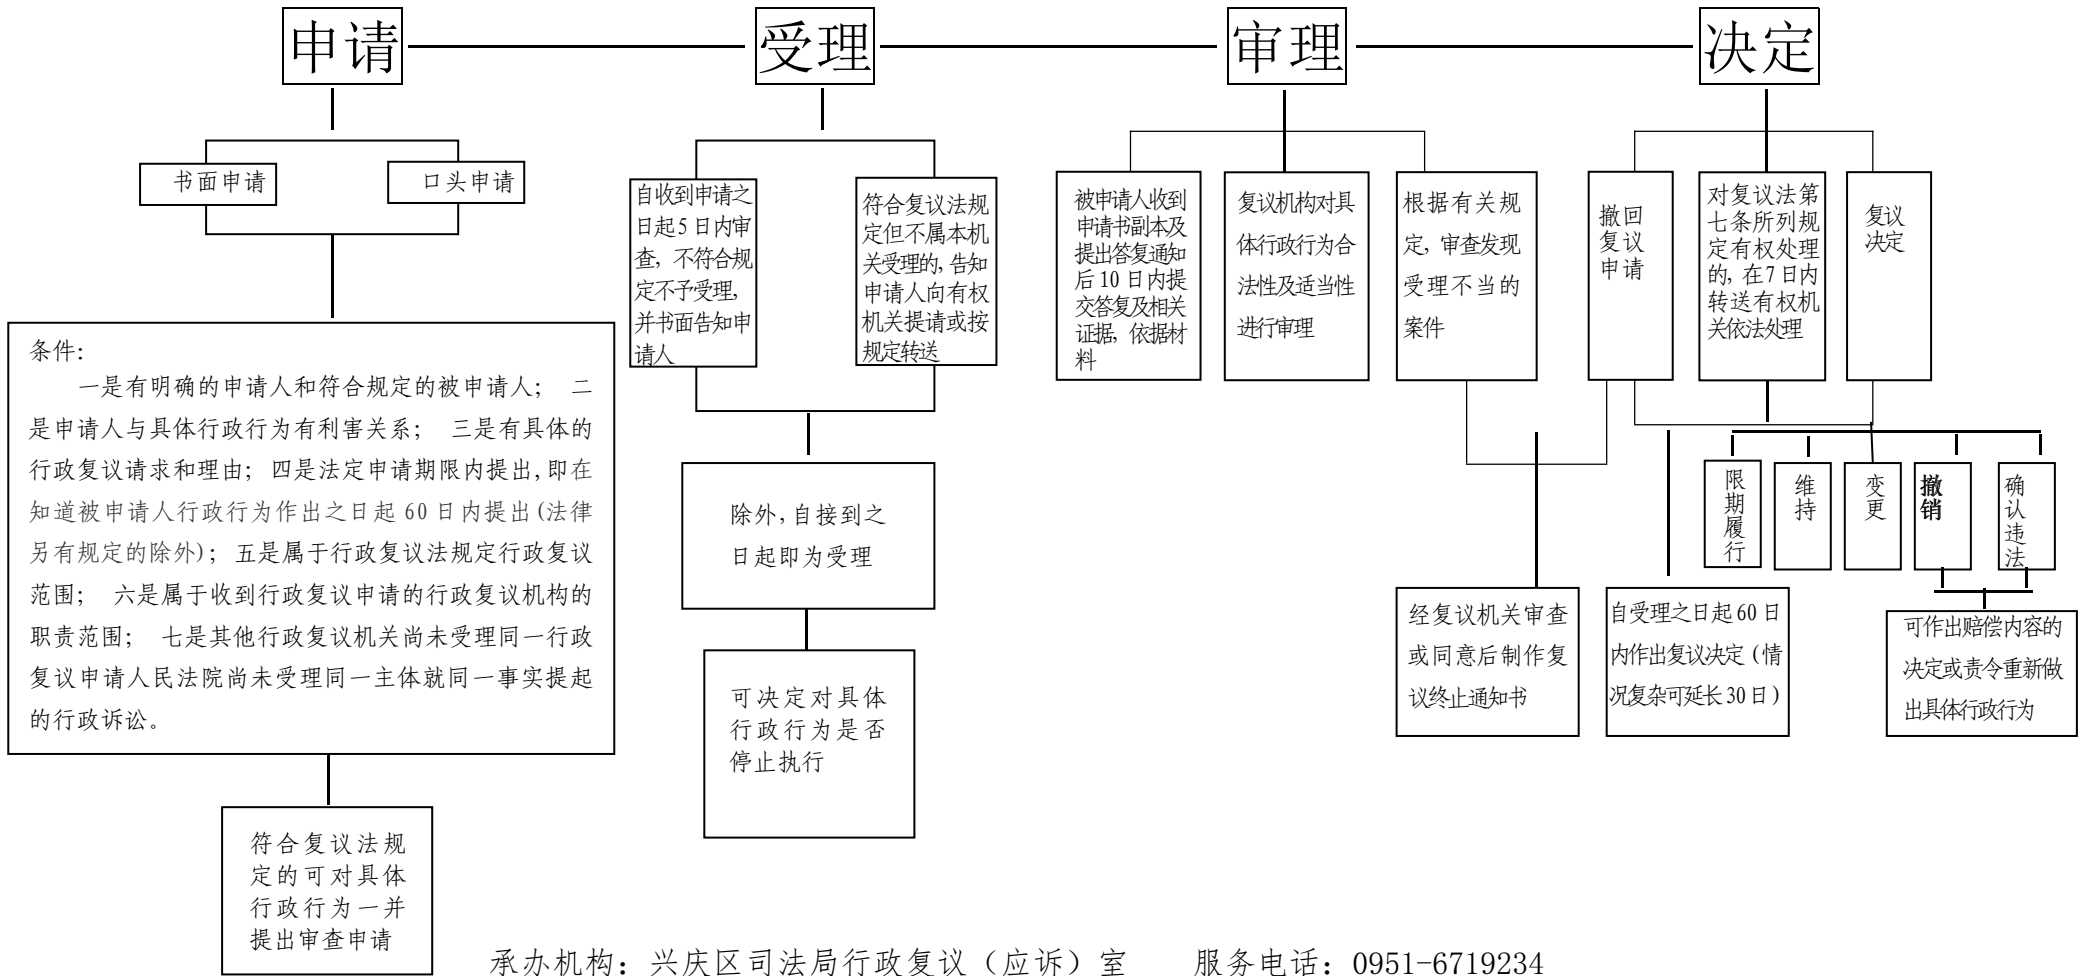 申请
受理
审理
决定
书面申请
口头申请
条件：
一是有明确的申请人和符合规定的被申请人； 二
是申请人与具体行政行为有利害关系； 三是有具体的
行政复议请求和理由；四是法定申请期限内提出，即在
知道被申请人行政行为作出之日起 60 日内提出（法律
另有规定的除外）；五是属于行政复议法规定行政复议
范围； 六是属于收到行政复议申请的行政复议机构的
职责范围； 七是其他行政复议机关尚未受理同一行政
复议申请人民法院尚未受理同一主体就同一事实提起
的行政诉讼。
符合复议法规
定的可对具体
行政行为一并
提出审查申请
自收到申请之
日起 5 日内审
查，不符合规
定不予受理，
并书面告知申
请人
符合复议法规
定但不属本机
关受理的，告知
申请人向有权
机关提请或按
规定转送
除外，自接到之
日起即为受理
可决定对具体
行政行为是否
停止执行
被申请人收到
申请书副本及
提出答复通知
后 10 日内提
交答复及相关
证据，依据材
料
复议机构对具
体行政行为合
法性及适当性
进行审理
根据有关规
定，审查发现
受理不当的
案件
撤回
复议
申请
对复议法第
七条所列规
定有权处理
的，在 7 日内
转送有权机
关依法处理
复议
决定
经复议机关审查
或同意后制作复
议终止通知书
自受理之日起 60 日
内作出复议决定（情
况复杂可延长 30 日）
限
期
履
行
维
持
变
更
撤
销
确
认
违
法
可作出赔偿内容的
决定或责令重新做
出具体行政行为
承办机构：兴庆区司法局行政复议（应诉）室 服务电话：0951-6719234